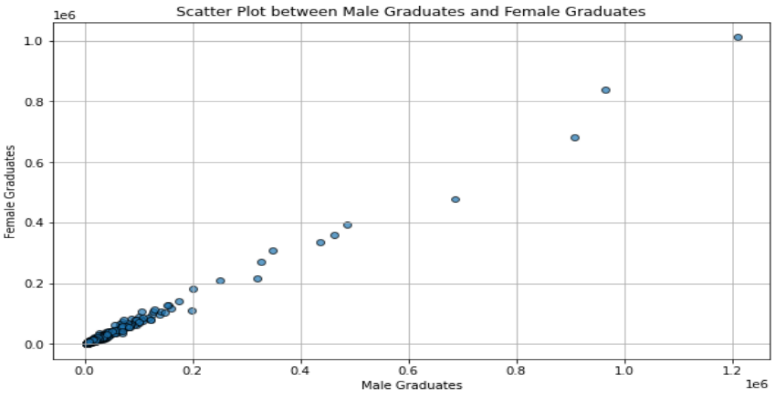 Scatter Plot between Male Graduates and Female Graduates
1e6
1.0
0.8
0.6
0.4
0.2
0.0
Female Graduates
0.0 0.2 0.4 0.6 0.8 1.0 1.2
1e6
Male Graduates